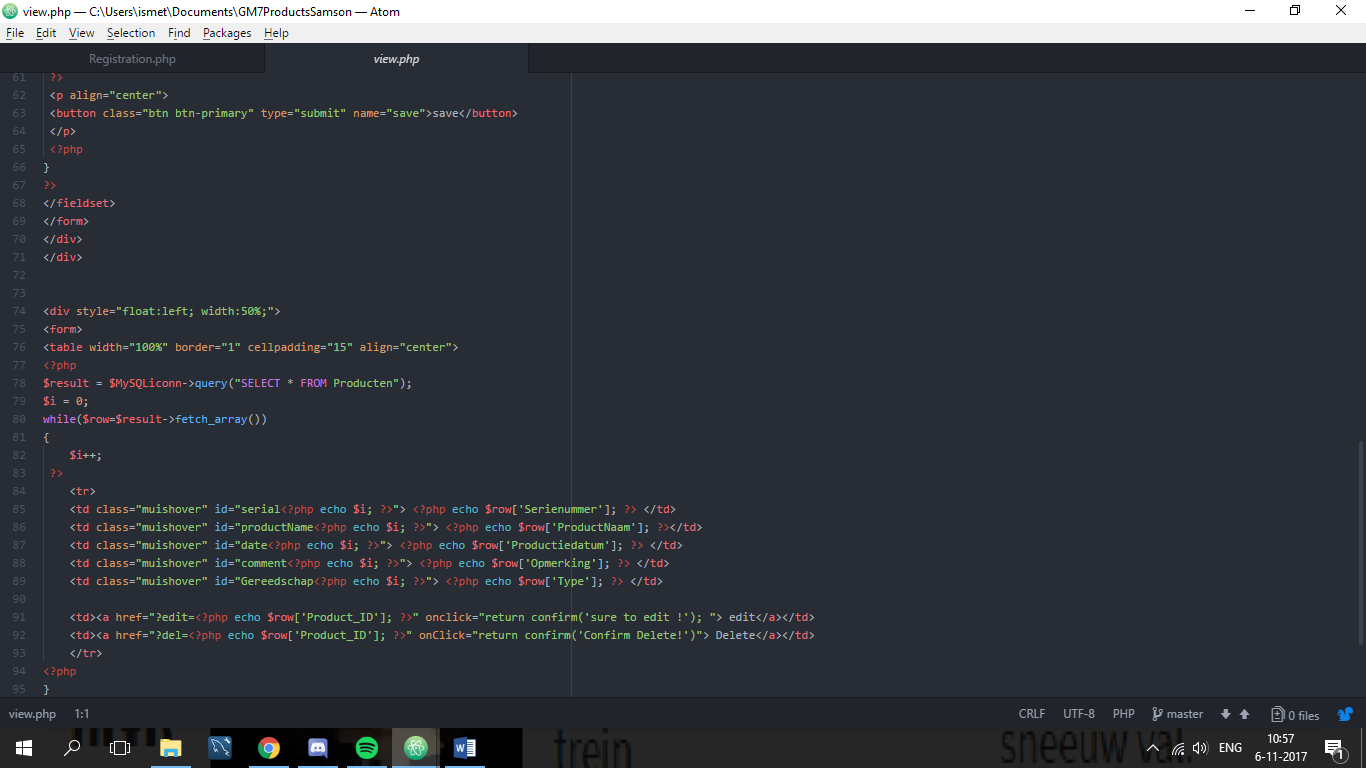 view.php — C:\Users\ismet\Documents\GM7ProductsSamson — Atom
File Edit View Selection Find Packages Help
Registration.php view.php
61 ?>
62 <p align="center">
63 <button class="btn btn-primary" type="submit" name="save">save</button>
64 </p>
65 <?php
66 }
67 ?>
68 </fieldset>
69 </form>
70 </div>
71 </div>
72
73
74 <div style="float:left; width:50%;">
75 <form>
76 <table width="100%" border="1" cellpadding="15" align="center">
77 <?php
78 $result = $MySQLiconn->query("SELECT * FROM Producten");
79 $i = 0;
80 while($row=$result->fetch_array())
81 {
82 $i++;
83 ?>
84 <tr>
85 <td class="muishover" id="serial<?php echo $i; ?>"> <?php echo $row['Serienummer']; ?> </td>
86 <td class="muishover" id="productName<?php echo $i; ?>"> <?php echo $row['ProductNaam']; ?></td>
87 <td class="muishover" id="date<?php echo $i; ?>"> <?php echo $row['Productiedatum']; ?> </td>
88 <td class="muishover" id="comment<?php echo $i; ?>"> <?php echo $row['Opmerking']; ?> </td>
89 <td class="muishover" id="Gereedschap<?php echo $i; ?>"> <?php echo $row['Type']; ?> </td>
90
91 <td><a href="?edit=<?php echo $row['Product_ID']; ?>" onclick="return confirm('sure to edit !'); "> edit</a></td>
92 <td><a href="?del=<?php echo $row['Product_ID']; ?>" onClick="return confirm('Confirm Delete!')"> Delete</a></td>
93 </tr>
94 <?php
95 }
view.php 1:1 CRLF UTF-8 PHP master 0 files
trein sneeuw val
ENG 10:57
6-11-2017 1